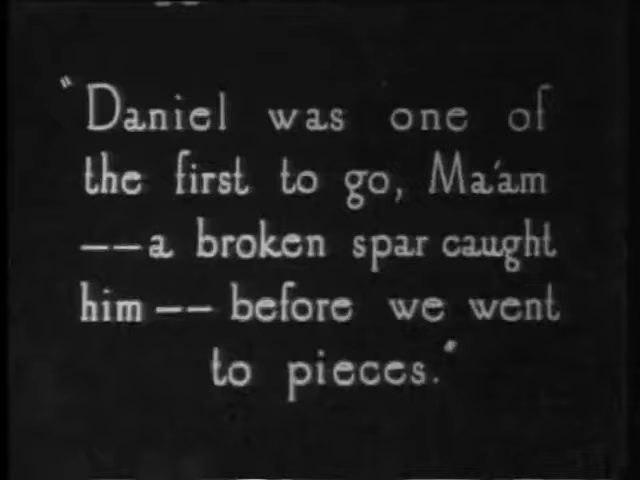 "Daniel was one of
the first to go, Ma'am
——a broken spar caught
him —— before we went
to pieces."